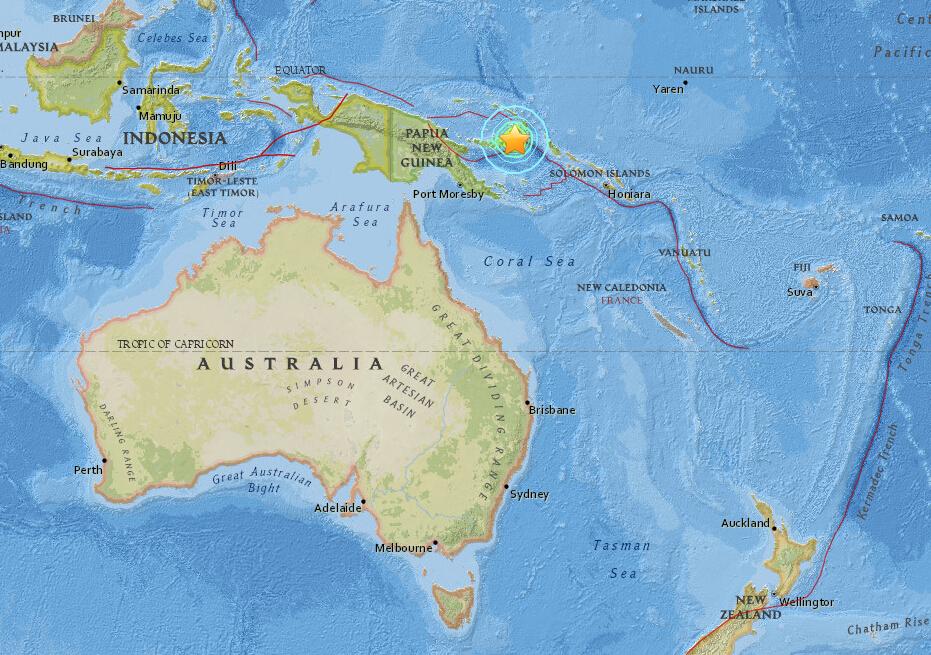 MARSHALL
ISLANDS
BRUNEI
Celebes Sea
MALAYSIA
EQUATOR
NAURU
Yaren
Samarinda
Mamuju
Java Sea
INDONESIA
Bandung
Surabaya
Dili
TIMOR-LESTE
(EAST TIMOR)
PAPUA
NEW
GUINEA
Port Moresby
SOLOMON ISLANDS
Honiara
Trench
Timor
Sea
Arafura
Sea
Coral Sea
SAMOA
VANUATU
FIJI
Suva
NEW CALEDONIA
FRANCE
TONGA
Tonga Trench
TROPIC OF CAPRICORN
AUSTRALIA
SIMPSON
DESERT
GREAT
ARTESIAN
BASIN
GREAT DIVIDING RANGE
DARLING RANGE
Brisbane
Perth
Great Australian
Bight
Adelaide
Sydney
Melbourne
Kermadec Trench
Auckland
Tasman
Sea
NEW
ZEALAND
Wellington
Chatham Rise
Pacific